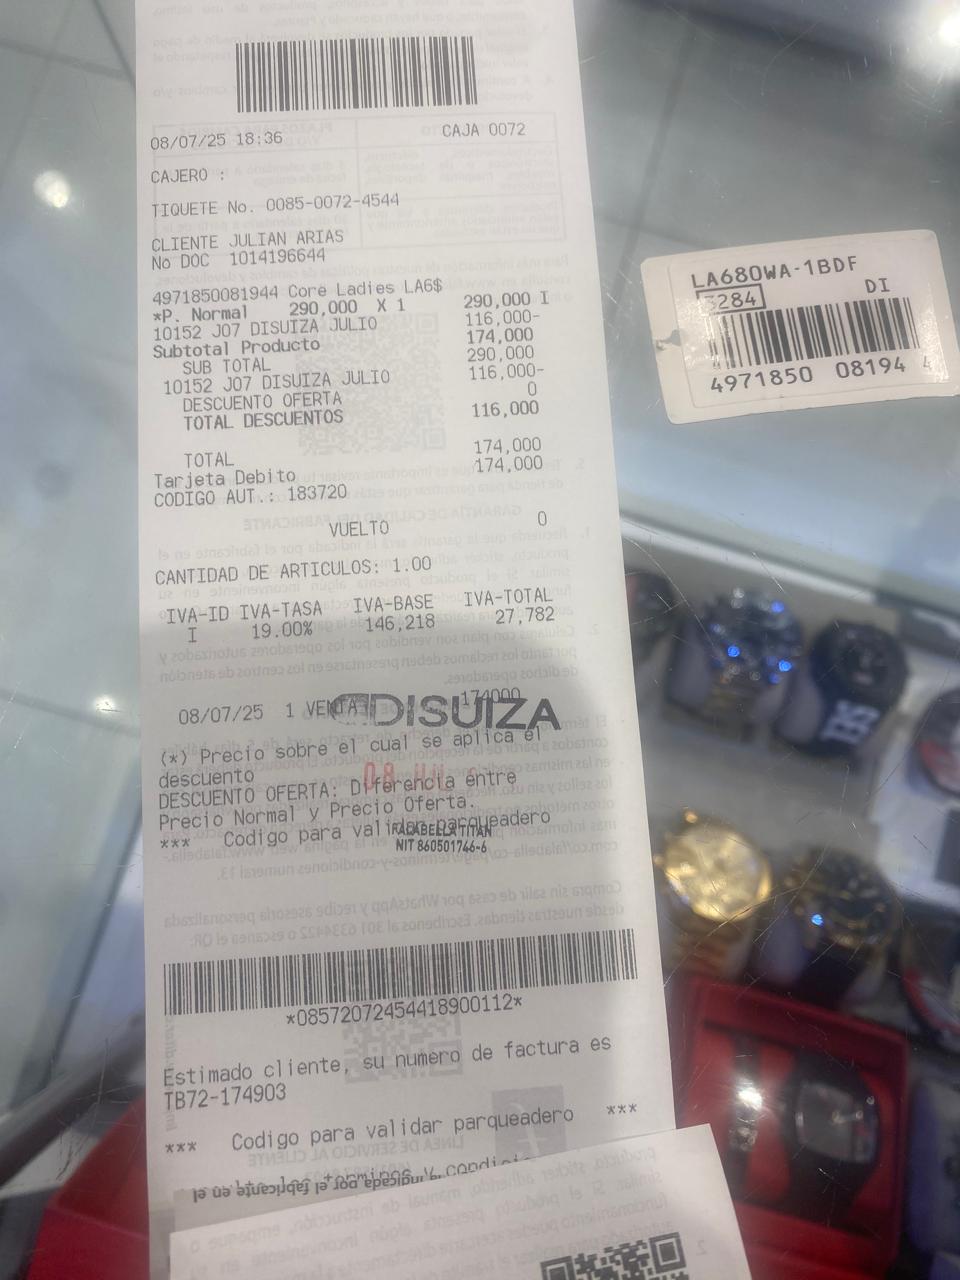 08/07/25 18:36 CAJA 0072
CAJERO :
TIQUETE No. 0085-0072-4544
CLIENTE JULIAN ARIAS
No DOC 1014196644
4971850081944 Core Ladies LA6$
*P. Normal 290,000 X 1 290,000 I
10152 J07 DISUIZA JULIO 116,000-
Subtotal Producto 174,000
SUB TOTAL 290,000
10152 J07 DISUIZA JULIO 116,000-
DESCUENTO OFERTA 0
TOTAL DESCUENTOS 116,000
TOTAL 174,000
Tarjeta Debito 174,000
CODIGO AUT.: 183720
VUELTO 0
CANTIDAD DE ARTICULOS: 1.00
IVA-ID IVA-TASA IVA-BASE IVA-TOTAL
I 19.00% 146,218 27,782
08/07/25 1 VENTA 174000
DISUIZA
(*) Precio sobre el cual se aplica el
descuento
DESCUENTO OFERTA: Diferencia entre
Precio Normal y Precio Oferta.
*** Codigo para validar parqueadero
FALABELLA TITAN
NIT 860501746-6
*08572072454418900112*
Estimado cliente, su numero de factura es
TB72-174903
*** Codigo para validar parqueadero ***
LA680WA-1BDF
3284 DI
4971850 08194 4